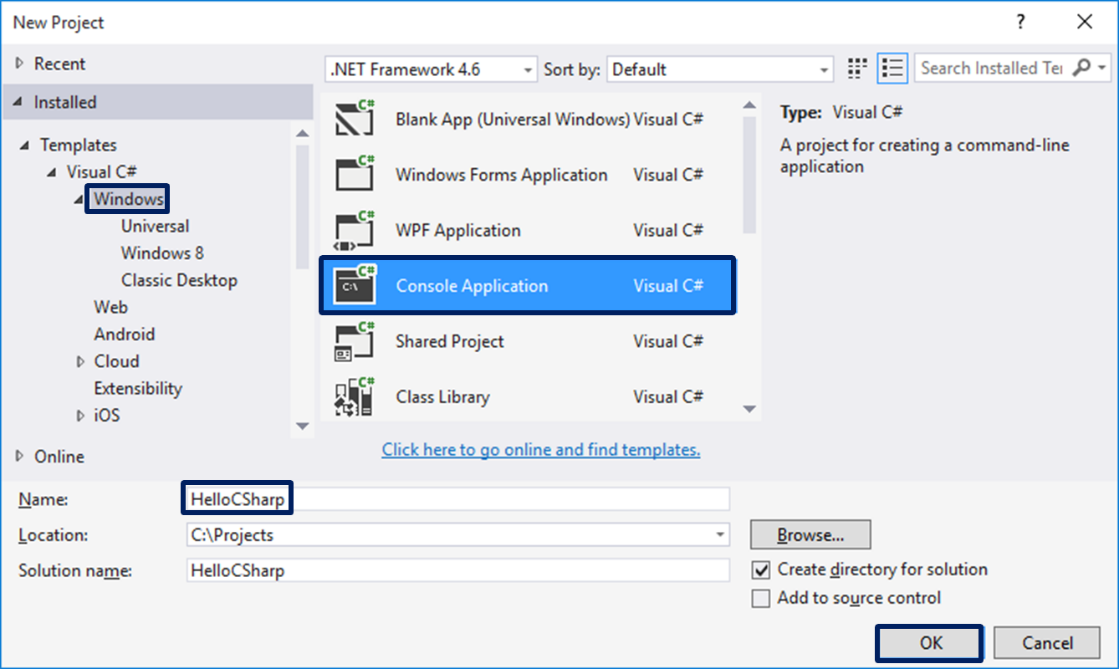 New Project
?
Recent
.NET Framework 4.6
Sort by:
Default
Search Installed Te
Installed
Templates
Visual C#
Windows
Universal
Windows 8
Classic Desktop
Web
Android
Cloud
Extensibility
iOS
Online
Blank App (Universal Windows) Visual C#
Windows Forms Application Visual C#
WPF Application Visual C#
Console Application Visual C#
Shared Project Visual C#
Class Library Visual C#
Type: Visual C#
A project for creating a command-line
application
Click here to go online and find templates.
Name: HelloCSharp
Location: C:\Projects
Browse...
Solution name: HelloCSharp
Create directory for solution
Add to source control
OK
Cancel